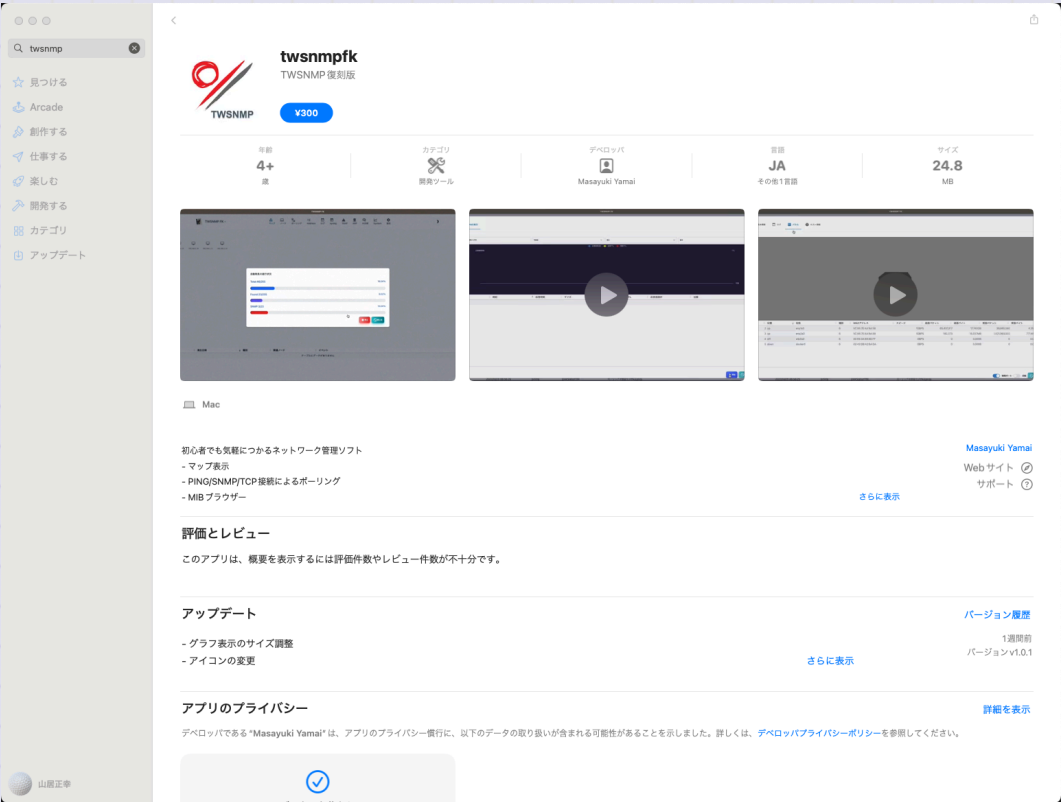 twsnmp
見つける
Arcade
創作する
仕事する
楽しむ
開発する
カテゴリ
アップデート
山居正幸
TWSNMP
twsnmpfk
TWSNMP復刻版
¥300
年齢
4+
歳
カテゴリ
開発ツール
デベロッパ
Masayuki Yamai
言語
JA
その他1言語
サイズ
24.8
MB
Mac
初心者でも気軽につかるネットワーク管理ソフト
- マップ表示
- PING/SNMP/TCP接続によるポーリング
- MIBブラウザー
さらに表示
Masayuki Yamai
Webサイト
サポート
評価とレビュー
このアプリは、概要を表示するには評価件数やレビュー件数が不十分です。
アップデート
バージョン履歴
- グラフ表示のサイズ調整
- アイコンの変更
さらに表示
1週間前
バージョン v1.0.1
アプリのプライバシー
詳細を表示
デベロッパである"Masayuki Yamai"は、アプリのプライバシー慣行に、以下のデータの取り扱いが含まれる可能性があることを示しました。詳しくは、デベロッパプライバシーポリシーを参照してください。